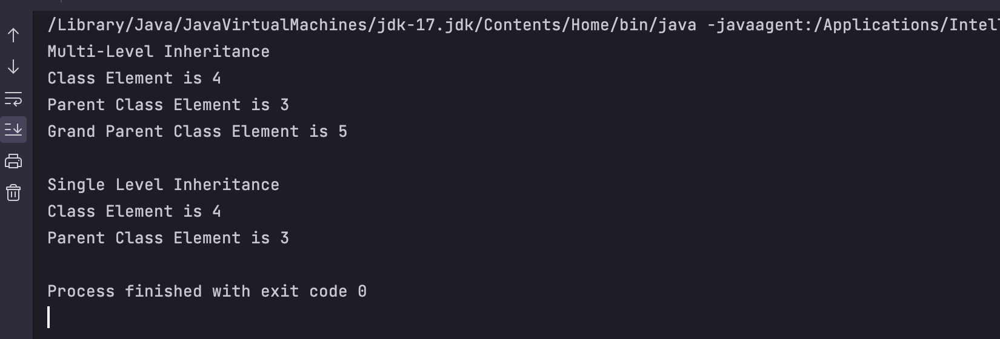 /Library/Java/JavaVirtualMachines/jdk-17.jdk/Contents/Home/bin/java -javaagent:/Applications/Intel
Multi-Level Inheritance
Class Element is 4
Parent Class Element is 3
Grand Parent Class Element is 5
Single Level Inheritance
Class Element is 4
Parent Class Element is 3
Process finished with exit code 0